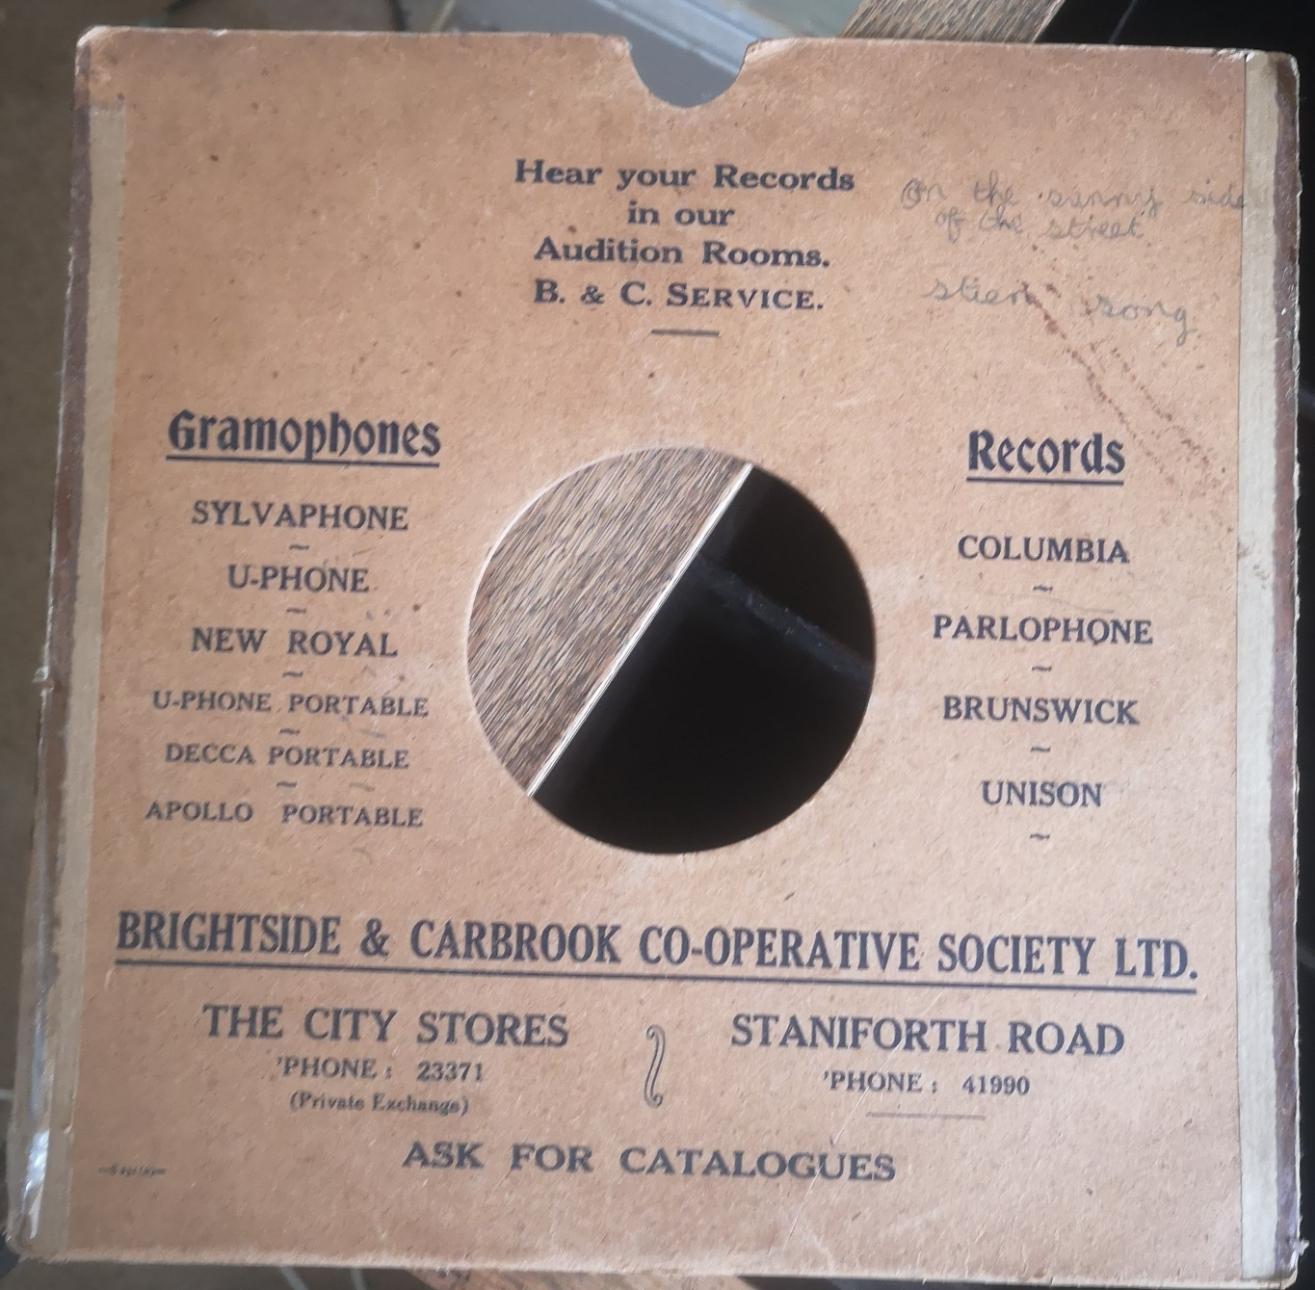 Hear your Records
in our
Audition Rooms.
B. & C. SERVICE.
On the sunny side
of the street
stien song
Gramophones
SYLVAPHONE
U-PHONE
NEW ROYAL
U-PHONE PORTABLE
DECCA PORTABLE
APOLLO PORTABLE
Records
COLUMBIA
PARLOPHONE
BRUNSWICK
UNISON
BRIGHTSIDE & CARBROOK CO-OPERATIVE SOCIETY LTD.
THE CITY STORES
'PHONE : 23371
(Private Exchange)
STANIFORTH ROAD
'PHONE : 41990
ASK FOR CATALOGUES